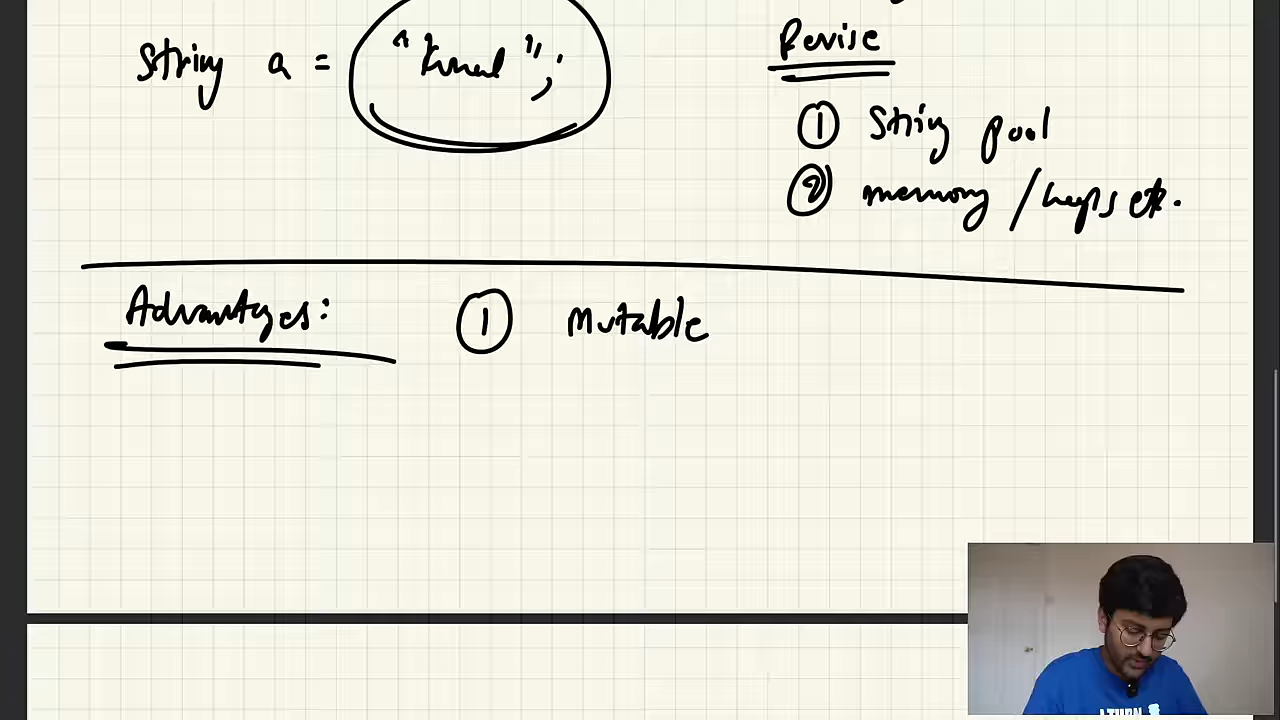 String a = "Kunal";
Revise
① String pool
② memory / heaps etc.
Advantages: ① Mutable